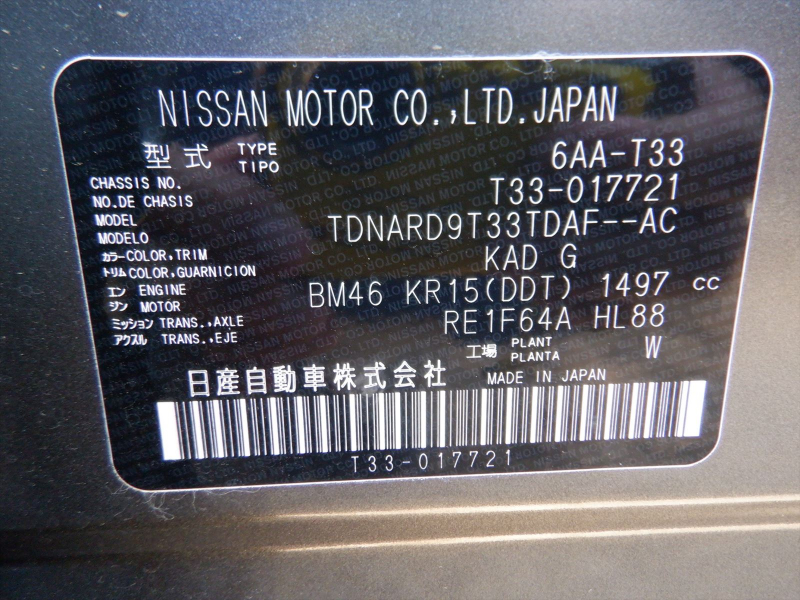 NISSAN MOTOR CO.,LTD.JAPAN
型式 TYPE TIPO 6AA-T33
CHASSIS NO. NO.DE CHASIS T33-017721
MODEL MODELO TDNARD9T33TDAF--AC
カラー COLOR,TRIM トリム COLOR,GUARNICION KAD G
エン ENGINE ジン MOTOR BM46 KR15(DDT) 1497 cc
ミッション TRANS.,AXLE アクスル TRANS.,EJE RE1F64A HL88
工場 PLANT PLANTA W
日産自動車株式会社 MADE IN JAPAN
T33-017721